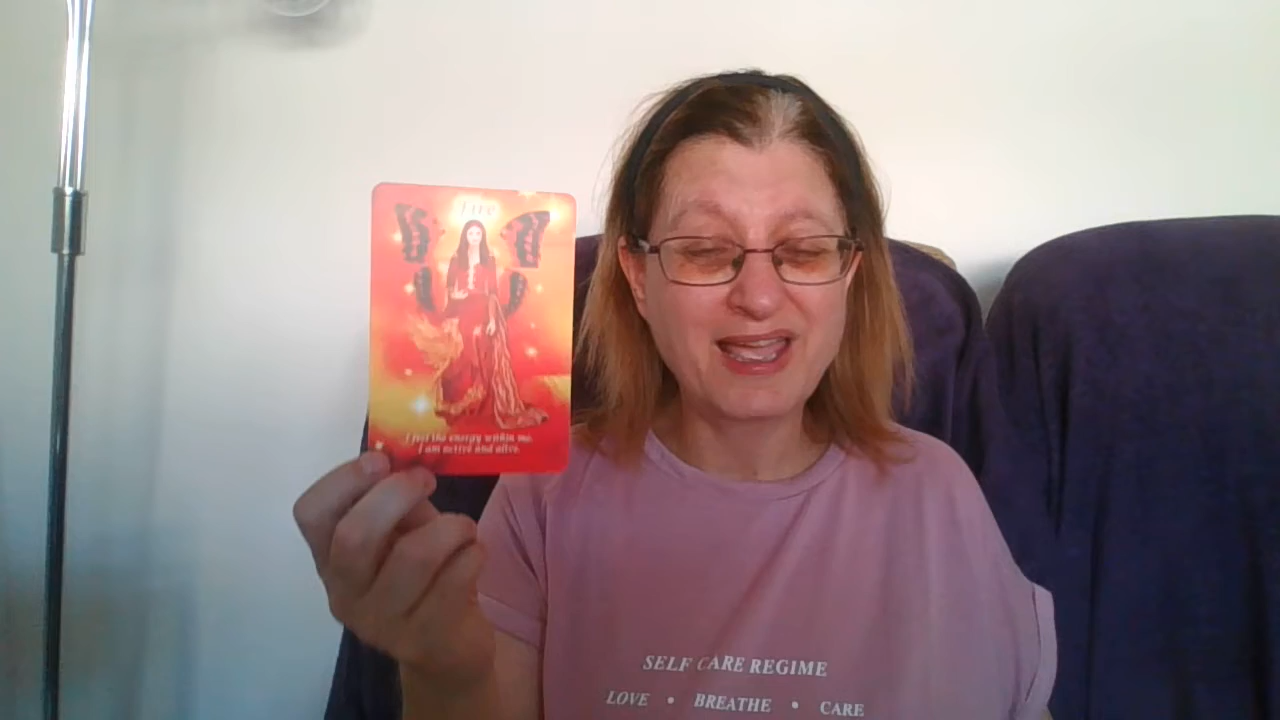 Fire
I feel the energy within me.
I am active and alive.
SELF CARE REGIME
LOVE • BREATHE • CARE